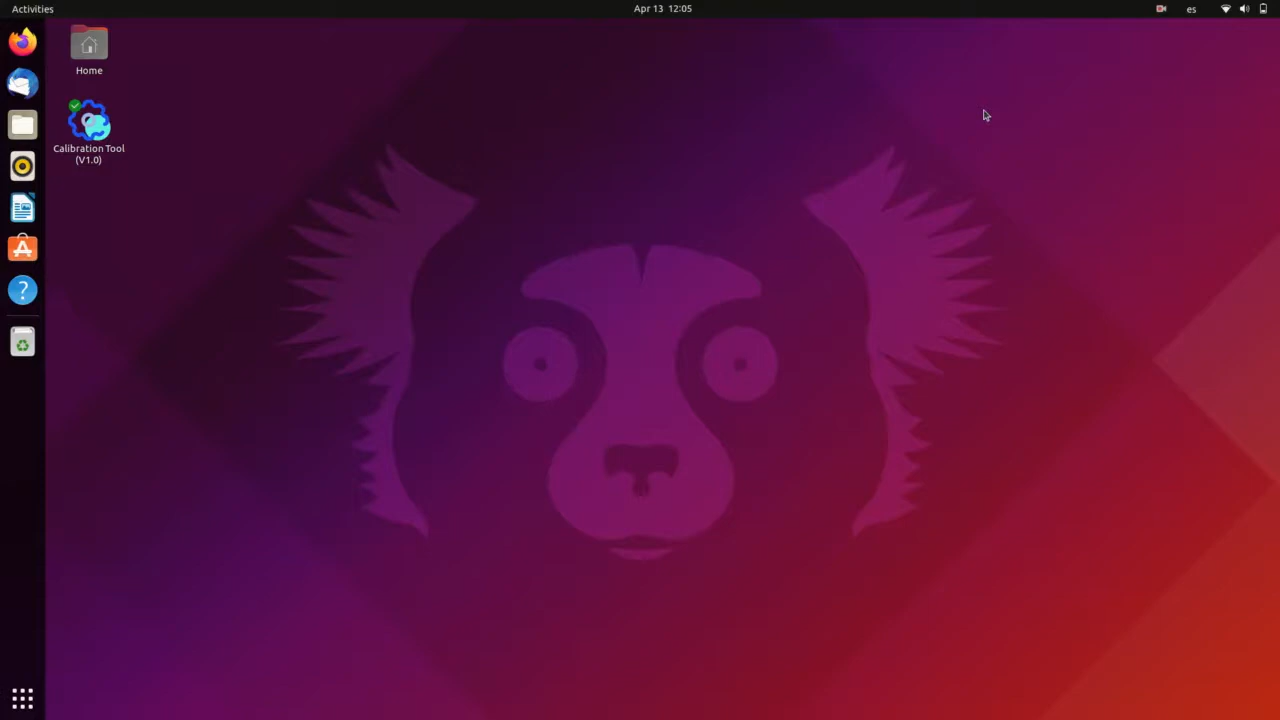 Activities
Apr 13 12:05
es
Home
Calibration Tool
(V1.0)